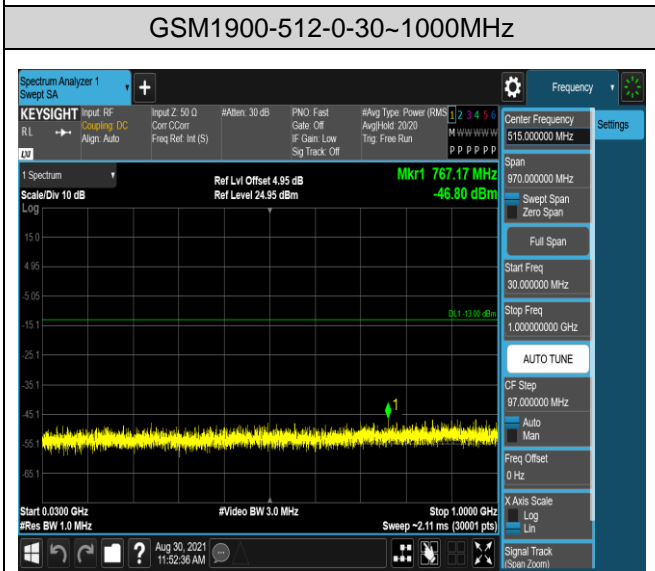 GSM1900-512-0-30~1000MHz
Spectrum Analyzer 1
Swept SA
Frequency
KEYSIGHT
RL
LXI
Input: RF
Coupling: DC
Align: Auto
Input Z: 50 Ω
Corr CCorr
Freq Ref: Int (S)
#Atten: 30 dB
PNO: Fast
Gate: Off
IF Gain: Low
Sig Track: Off
#Avg Type: Power (RMS
Avg|Hold: 20/20
Trig: Free Run
1 2 3 4 5 6
M W W W W W
P P P P P P
Settings
1 Spectrum
Scale/Div 10 dB
Log
Ref Lvl Offset 4.95 dB
Ref Level 24.95 dBm
Mkr1 767.17 MHz
-46.80 dBm
15.0
4.95
-5.05
-15.1
-25.1
-35.1
-45.1
-55.1
-65.1
DL1 -13.00 dBm
1
Start 0.0300 GHz
#Res BW 1.0 MHz
#Video BW 3.0 MHz
Stop 1.0000 GHz
Sweep ~2.11 ms (30001 pts)
Center Frequency
515.000000 MHz
Span
970.000000 MHz
Swept Span
Zero Span
Full Span
Start Freq
30.000000 MHz
Stop Freq
1.000000000 GHz
AUTO TUNE
CF Step
97.000000 MHz
Auto
Man
Freq Offset
0 Hz
X Axis Scale
Log
Lin
Signal Track
(Span Zoom)
Aug 30, 2021
11:52:36 AM